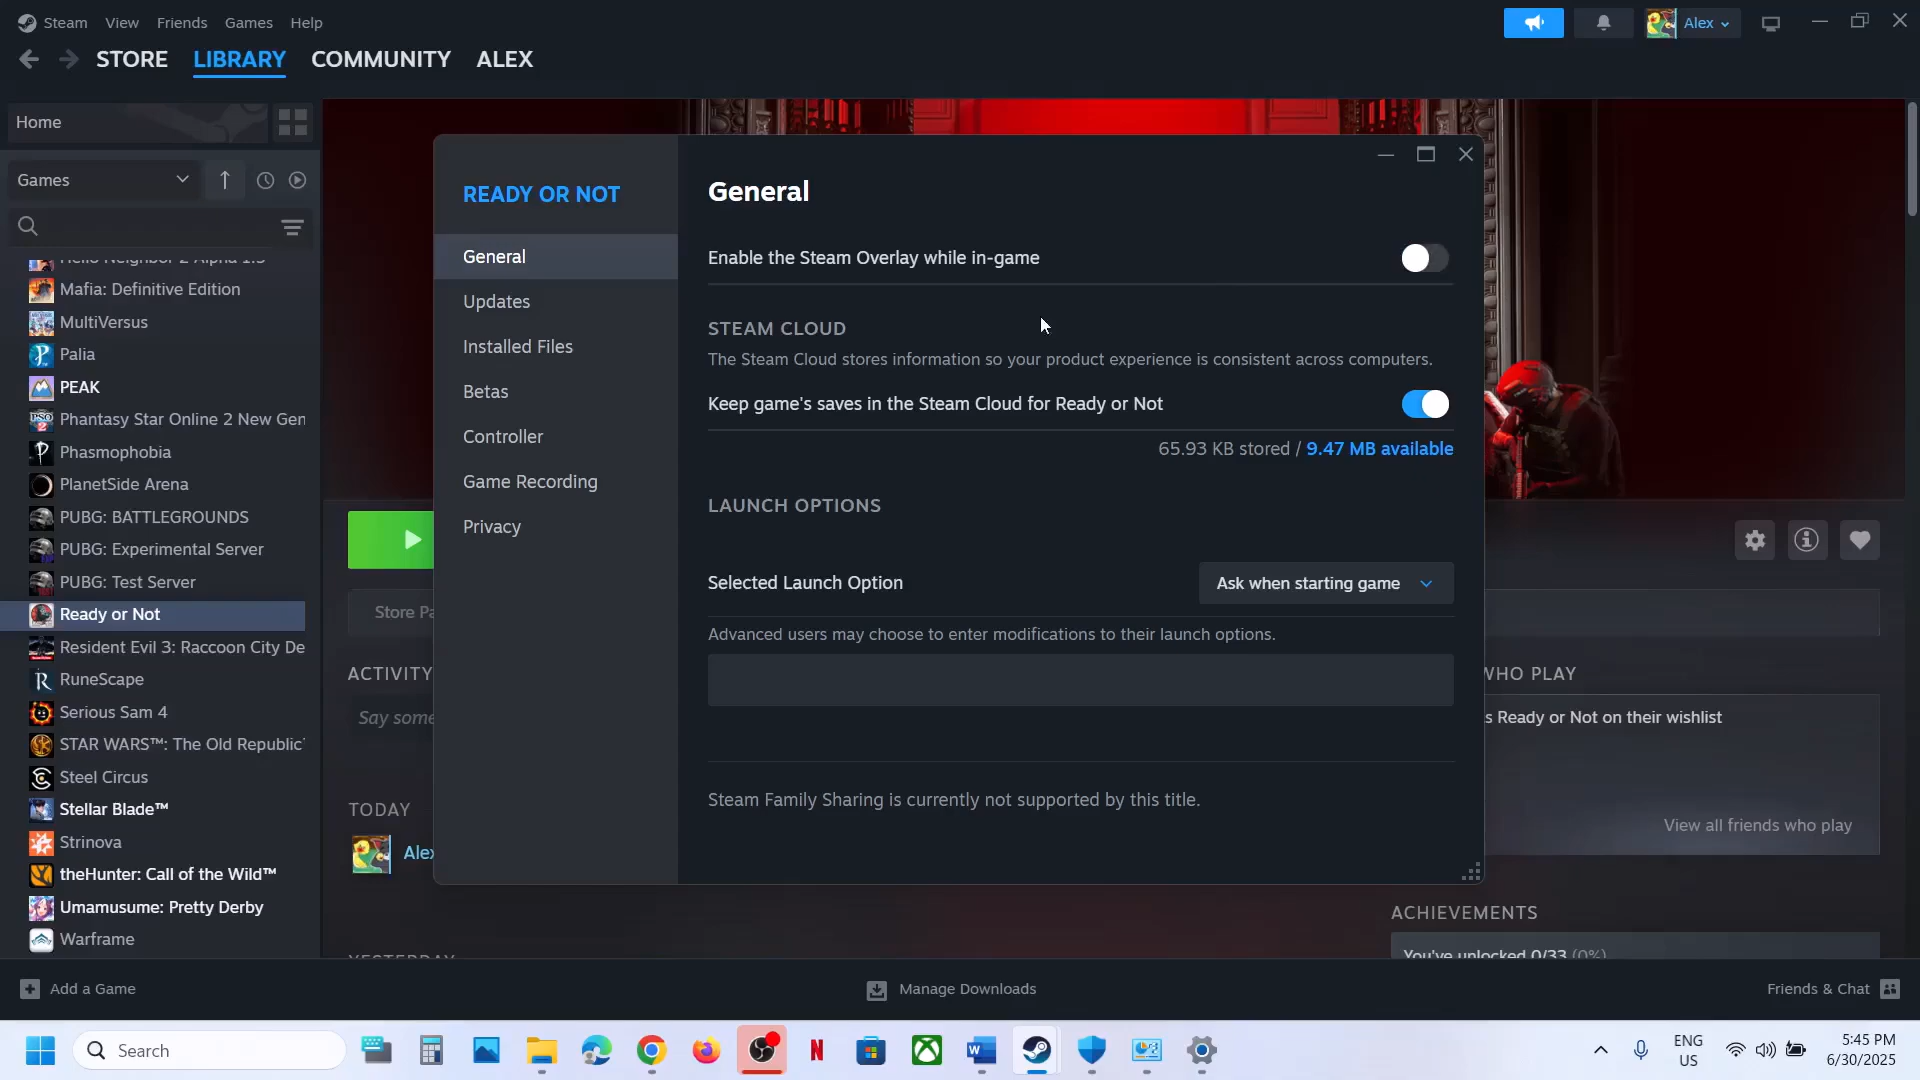 Steam View Friends Games Help
Alex
STORE LIBRARY COMMUNITY ALEX
Home
Games
Mafia: Definitive Edition
MultiVersus
Palia
PEAK
Phantasy Star Online 2 New Gen
Phasmophobia
PlanetSide Arena
PUBG: BATTLEGROUNDS
PUBG: Experimental Server
PUBG: Test Server
Ready or Not
Resident Evil 3: Raccoon City De
RuneScape
Serious Sam 4
STAR WARS™: The Old Republic
Steel Circus
Stellar Blade™
Strinova
theHunter: Call of the Wild™
Umamusume: Pretty Derby
Warframe
READY OR NOT
General
Updates
Installed Files
Betas
Controller
Game Recording
Privacy
General
Enable the Steam Overlay while in-game
STEAM CLOUD
The Steam Cloud stores information so your product experience is consistent across computers.
Keep game's saves in the Steam Cloud for Ready or Not
65.93 KB stored / 9.47 MB available
LAUNCH OPTIONS
Selected Launch Option
Ask when starting game
Advanced users may choose to enter modifications to their launch options.
Steam Family Sharing is currently not supported by this title.
Store Pa
ACTIVITY
Say some
TODAY
Alex
WHO PLAY
s Ready or Not on their wishlist
View all friends who play
ACHIEVEMENTS
You've unlocked 0/33 (0%)
Add a Game
Manage Downloads
Friends & Chat
Search
ENG
US
5:45 PM
6/30/2025